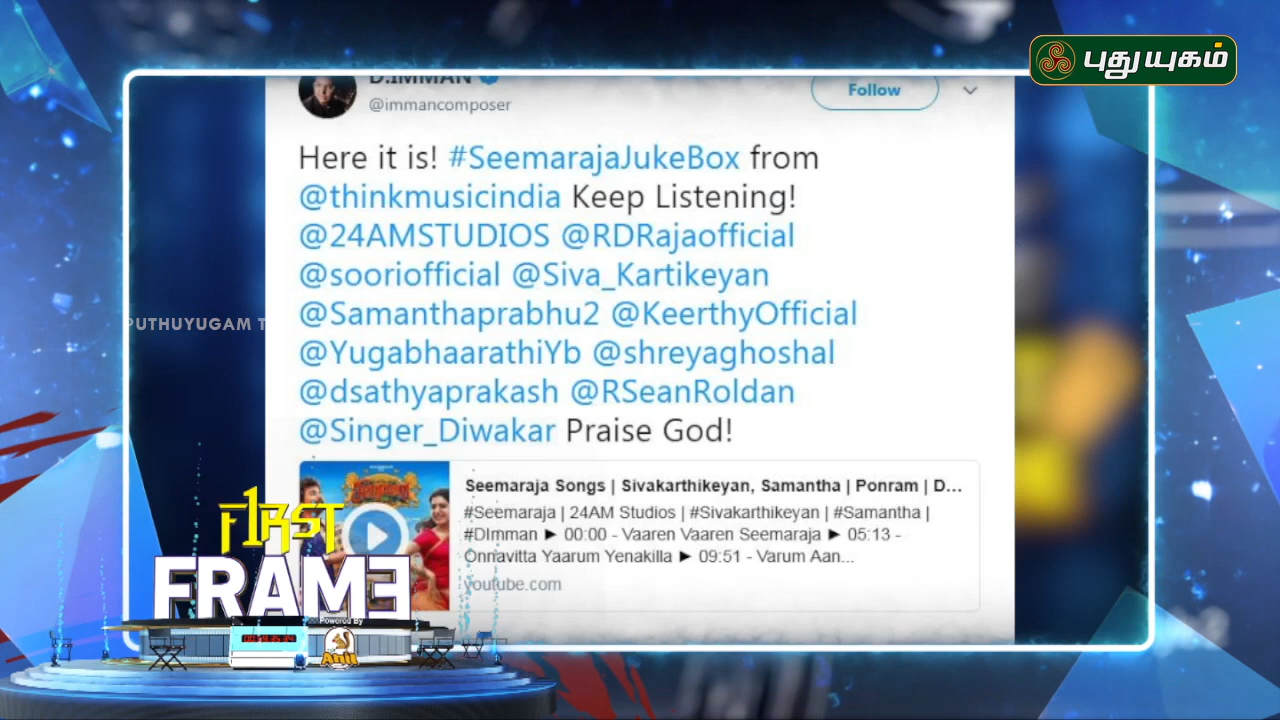 புதுயுகம்
D.IMMAN
@immancomposer
Follow
Here it is! #SeemarajaJukeBox from
@thinkmusicindia Keep Listening!
@24AMSTUDIOS @RDRajaofficial
@sooriofficial @Siva_Kartikeyan
@Samanthaprabhu2 @KeerthyOfficial
@YugabhaarathiYb @shreyaghoshal
@dsathyaprakash @RSeanRoldan
@Singer_Diwakar Praise God!
PUTHUYUGAM T
Seemaraja Songs | Sivakarthikeyan, Samantha | Ponram | D...
#Seemaraja | 24AM Studios | #Sivakarthikeyan | #Samantha |
#DImman ► 00:00 - Vaaren Vaaren Seemaraja ► 05:13 -
Onnavitta Yaarum Yenakilla ► 09:51 - Varum Aan...
youtube.com
F1RST
FRAME
Powered By
Anil